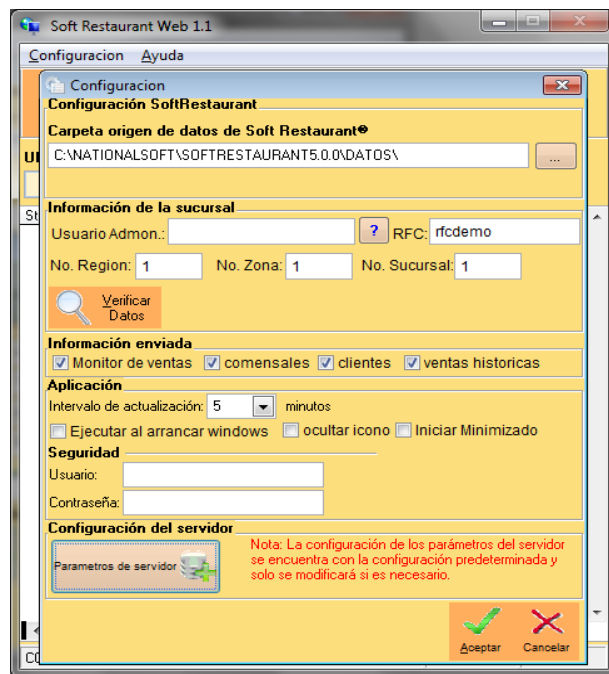 Soft Restaurant Web 1.1
Configuracion Ayuda
Configuracion
Configuración SoftRestaurant
Carpeta origen de datos de Soft Restaurant®
C:\NATIONALSOFT\SOFTRESTAURANT5.0.0\DATOS\ ...
Información de la sucursal
Usuario Admon.: ? RFC: rfcdemo
No. Region: 1 No. Zona: 1 No. Sucursal: 1
Verificar
Datos
Información enviada
Monitor de ventas comensales clientes ventas historicas
Aplicación
Intervalo de actualización: 5 minutos
Ejecutar al arrancar windows ocultar icono Iniciar Minimizado
Seguridad
Usuario:
Contraseña:
Configuración del servidor
Parametros de servidor
Nota: La configuración de los parámetros del servidor
se encuentra con la configuración predeterminada y
solo se modificará si es necesario.
Aceptar Cancelar